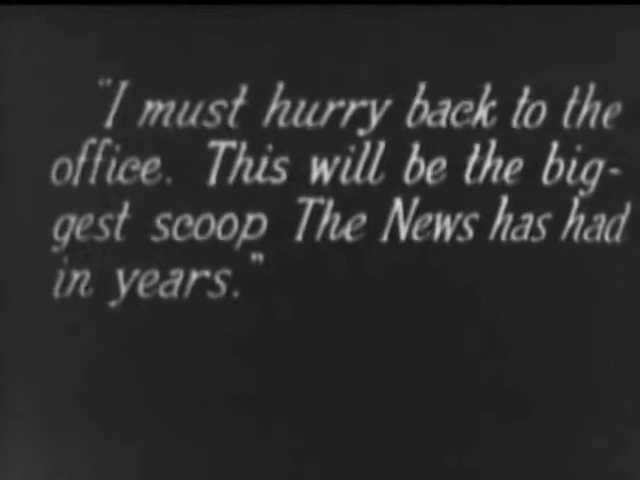 "I must hurry back to the
office. This will be the big-
gest scoop The News has had
in years."